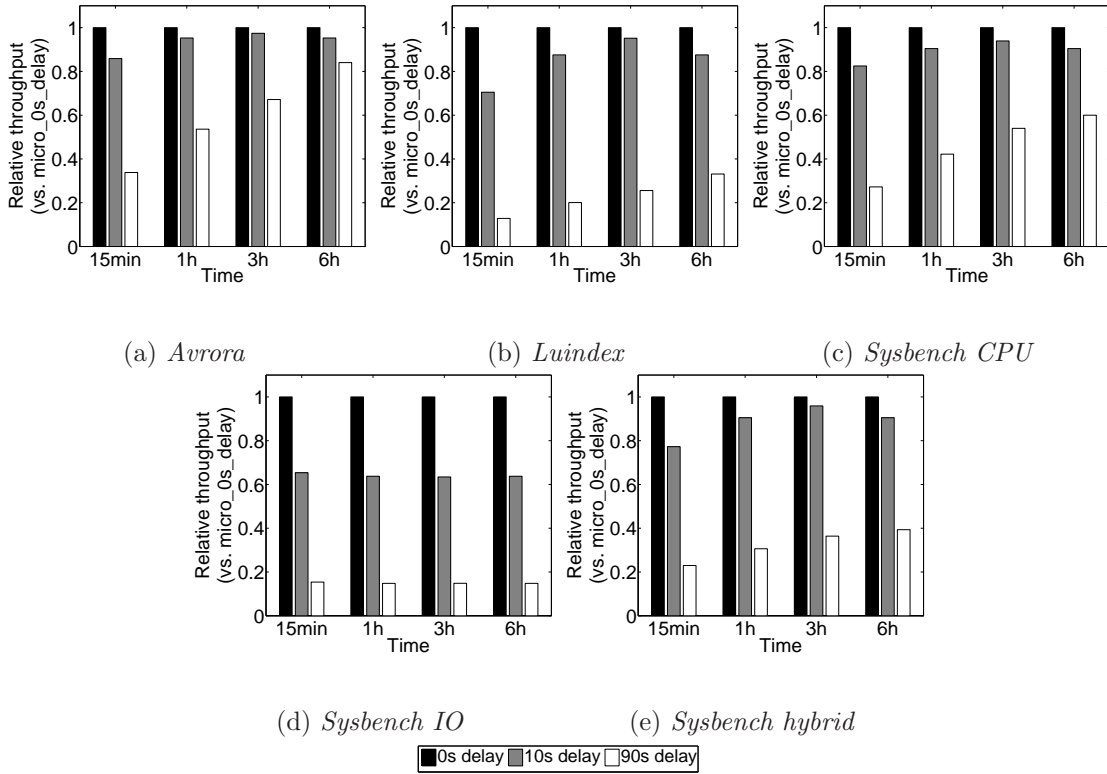 Relative throughput
(vs. micro_0s_delay)
1
0.8
0.6
0.4
0.2
0
15min 1h 3h 6h
Time
(a) Avrora
Relative throughput
(vs. micro_0s_delay)
1
0.8
0.6
0.4
0.2
0
15min 1h 3h 6h
Time
(b) Luindex
Relative throughput
(vs. micro_0s_delay)
1
0.8
0.6
0.4
0.2
0
15min 1h 3h 6h
Time
(c) Sysbench CPU
Relative throughput
(vs. micro_0s_delay)
1
0.8
0.6
0.4
0.2
0
15min 1h 3h 6h
Time
(d) Sysbench IO
Relative throughput
(vs. micro_0s_delay)
1
0.8
0.6
0.4
0.2
0
15min 1h 3h 6h
Time
(e) Sysbench hybrid
0s delay 10s delay 90s delay